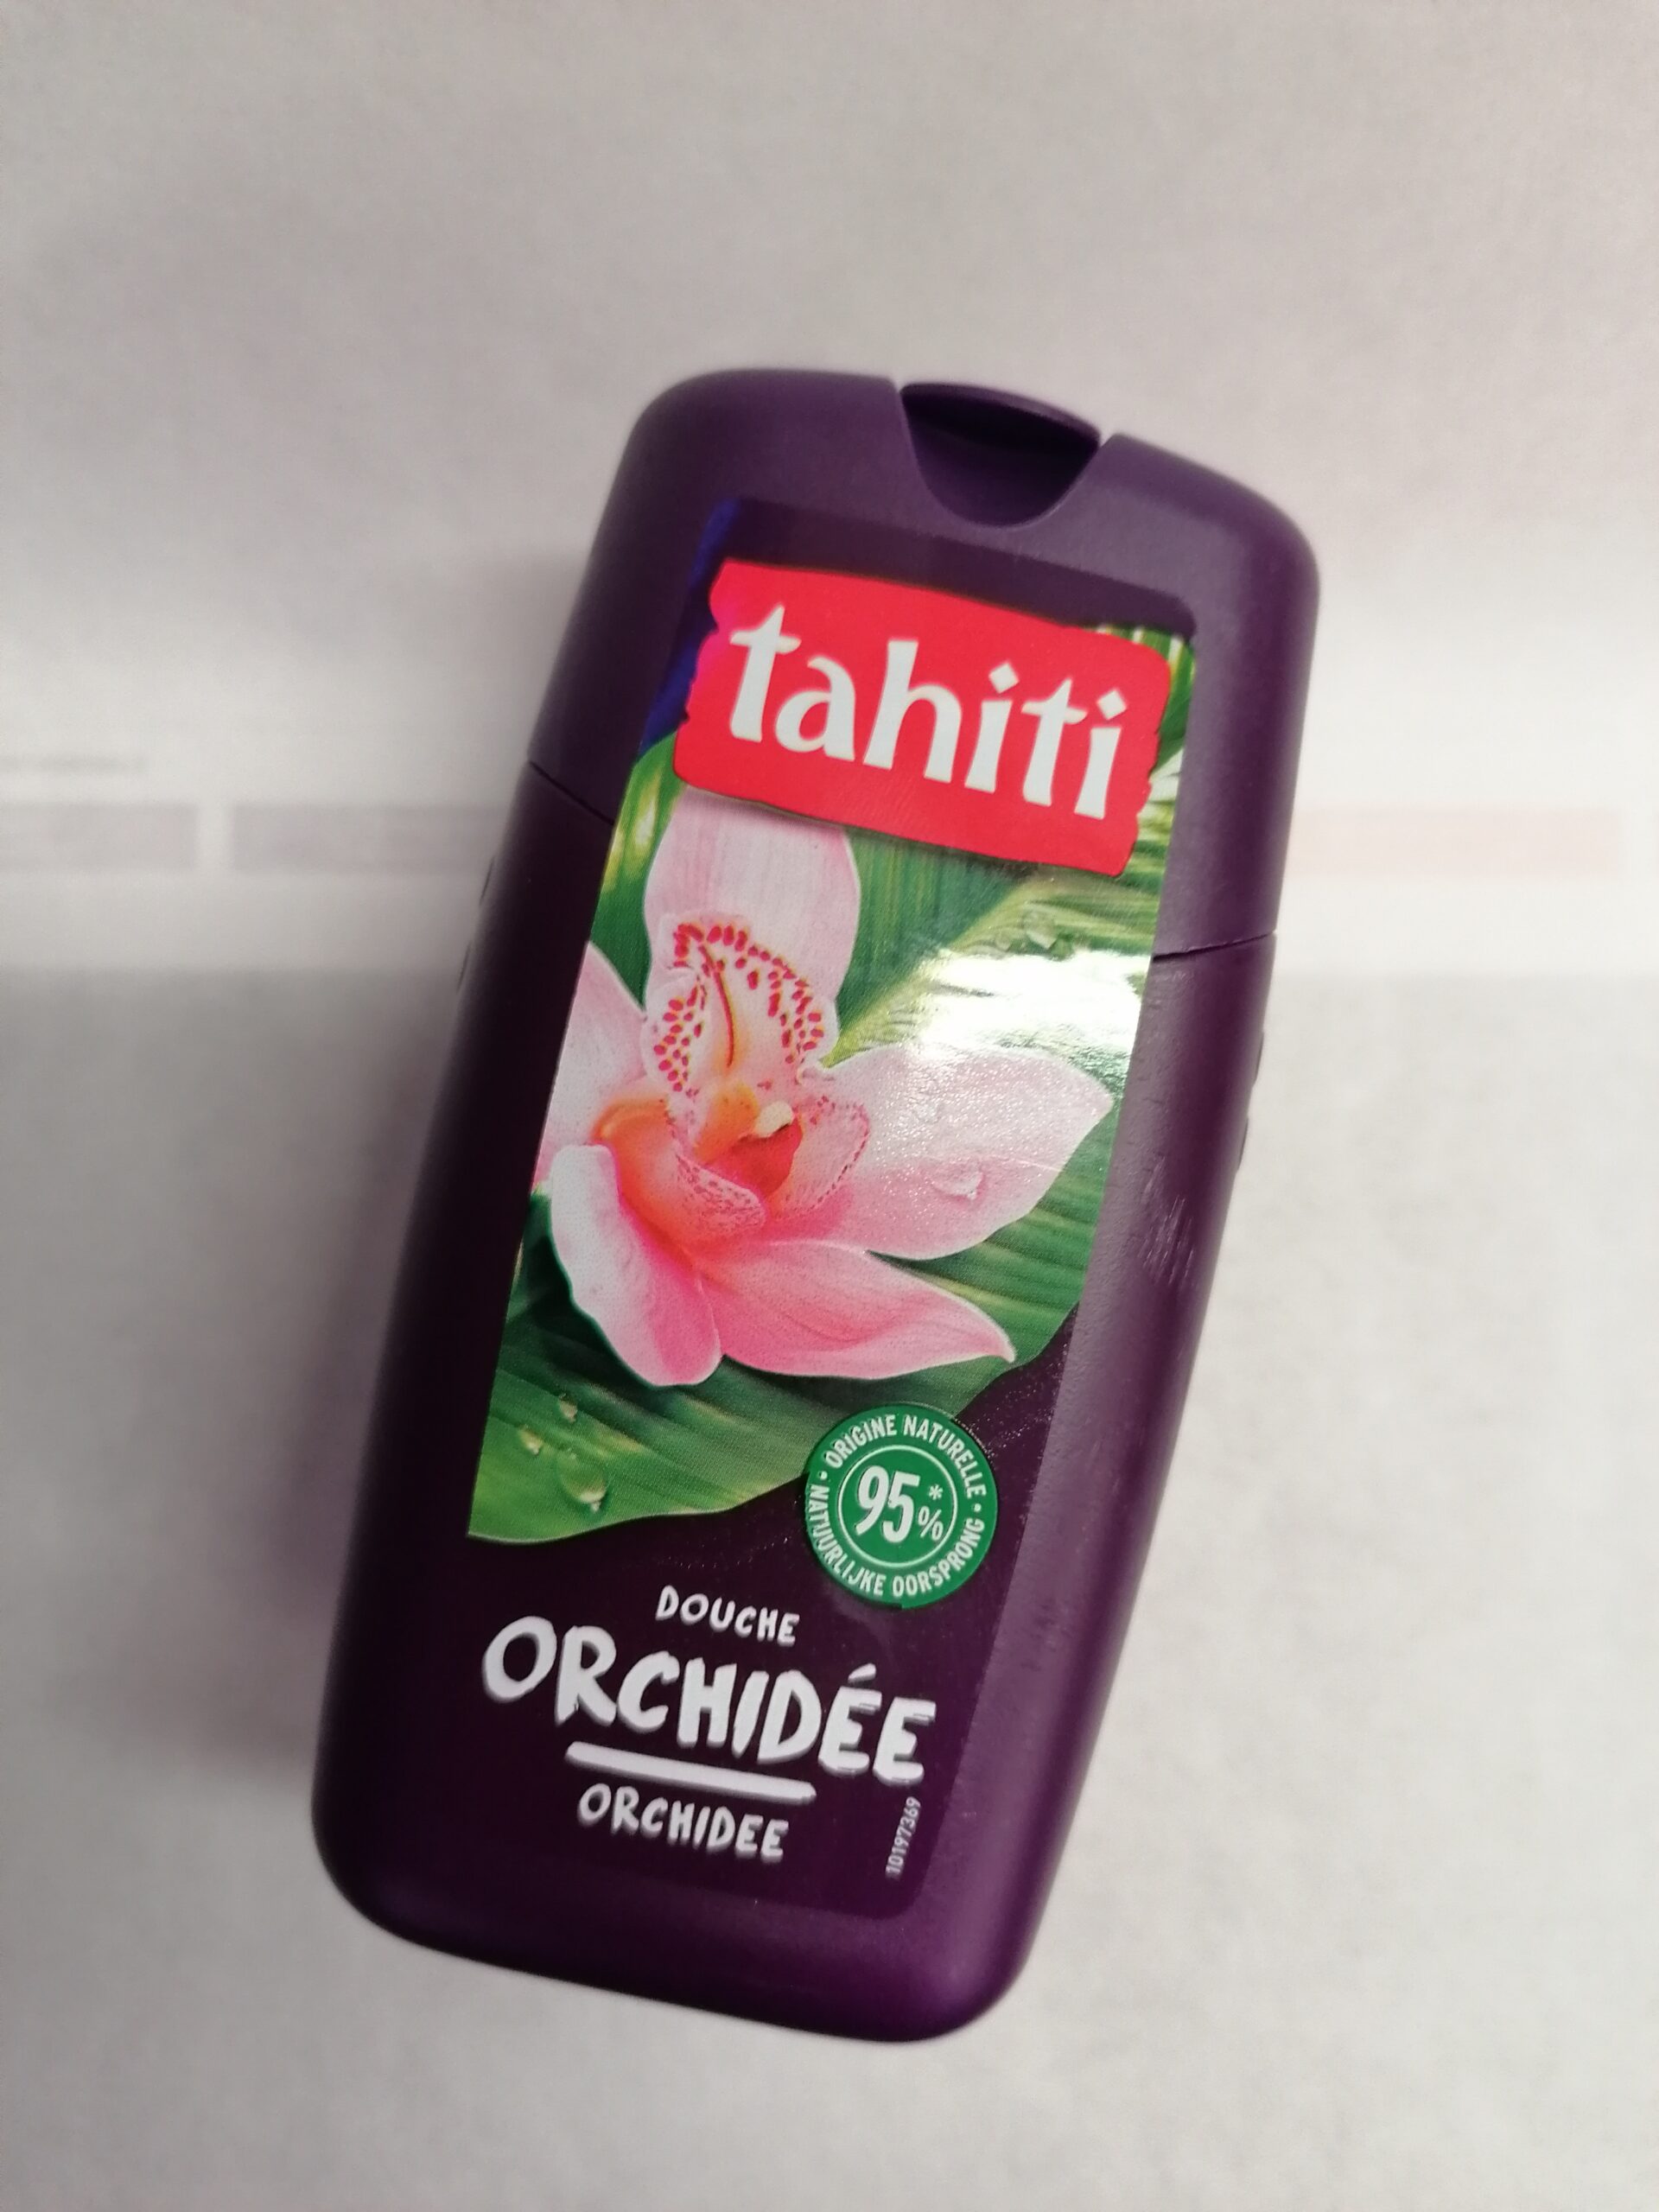 tahiti
ORIGINE NATURELLE
95*%
NATUURLIJKE OORSPRONG
DOUCHE
ORCHIDÉE
ORCHIDEE
10197369